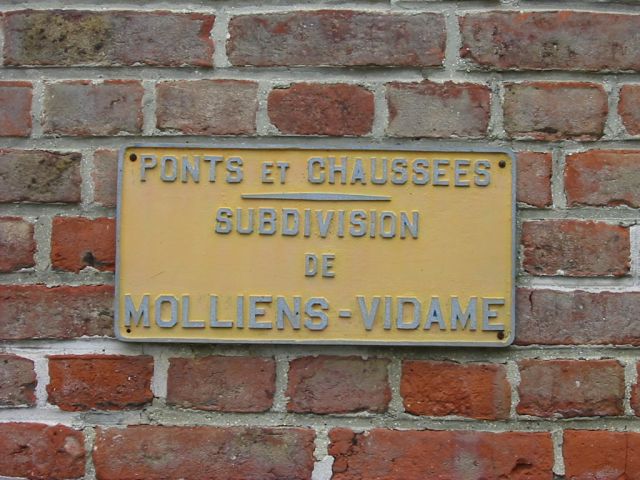 PONTS ET CHAUSSEES
SUBDIVISION
DE
MOLLIENS-VIDAME